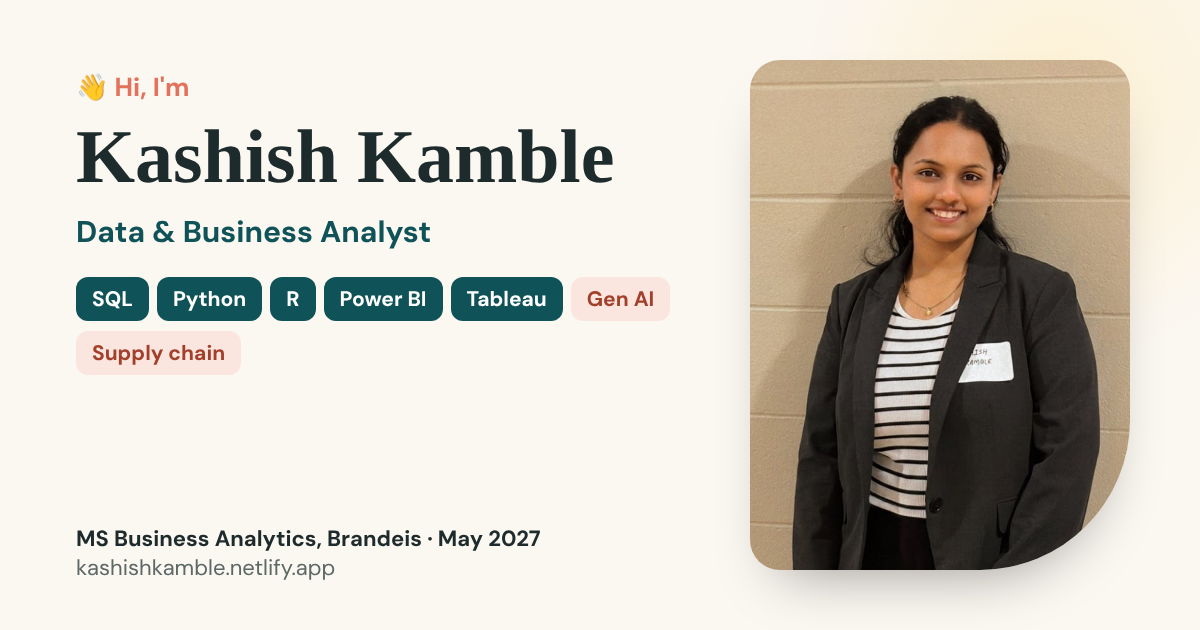 👋 Hi, I'm
Kashish Kamble
Data & Business Analyst
SQL Python R Power BI Tableau Gen AI
Supply chain
MS Business Analytics, Brandeis · May 2027
kashishkamble.netlify.app